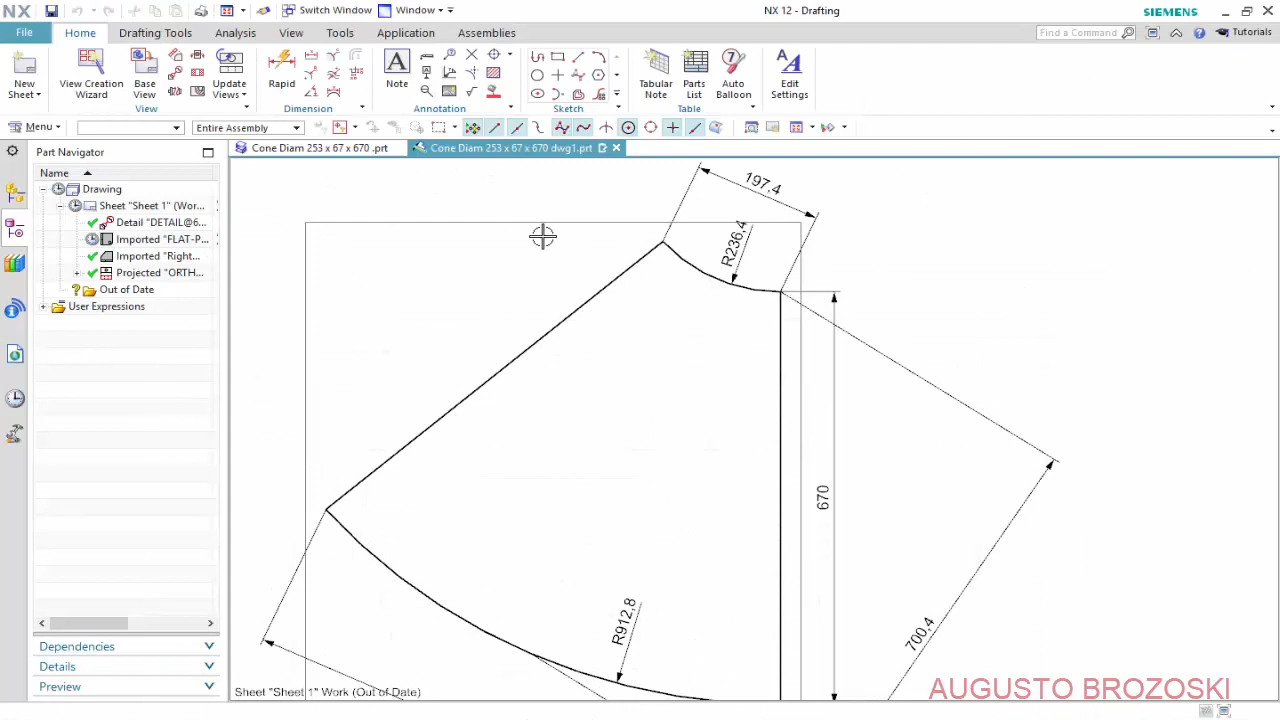 NX
Switch Window
Window
NX 12 - Drafting
SIEMENS
File
Home
Drafting Tools
Analysis
View
Tools
Application
Assemblies
Find a Command
Tutorials
New
Sheet
View Creation
Wizard
Base
View
Update
Views
Rapid
Note
Tabular
Note
Parts
List
Auto
Balloon
Edit
Settings
View
Dimension
Annotation
Sketch
Table
Menu
Entire Assembly
Part Navigator
Cone Diam 253 x 67 x 670 .prt
Cone Diam 253 x 67 x 670 dwg1.prt
Name
Drawing
Sheet "Sheet 1" (Wor...
Detail "DETAIL@6...
Imported "FLAT-P...
Imported "Right...
Projected "ORTH...
Out of Date
User Expressions
197,4
R236,4
670
R912,8
700,4
Dependencies
Details
Preview
Sheet "Sheet 1" Work (Out of Date)
AUGUSTO BROZOSKI